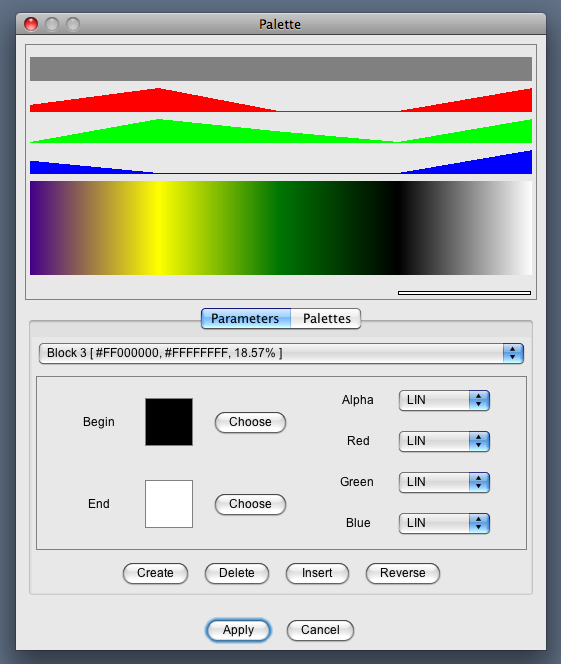 Palette
Parameters Palettes
Block 3 [ #FF000000, #FFFFFFFF, 18.57% ]
Begin Choose Alpha LIN
Red LIN
End Choose Green LIN
Blue LIN
Create Delete Insert Reverse
Apply Cancel